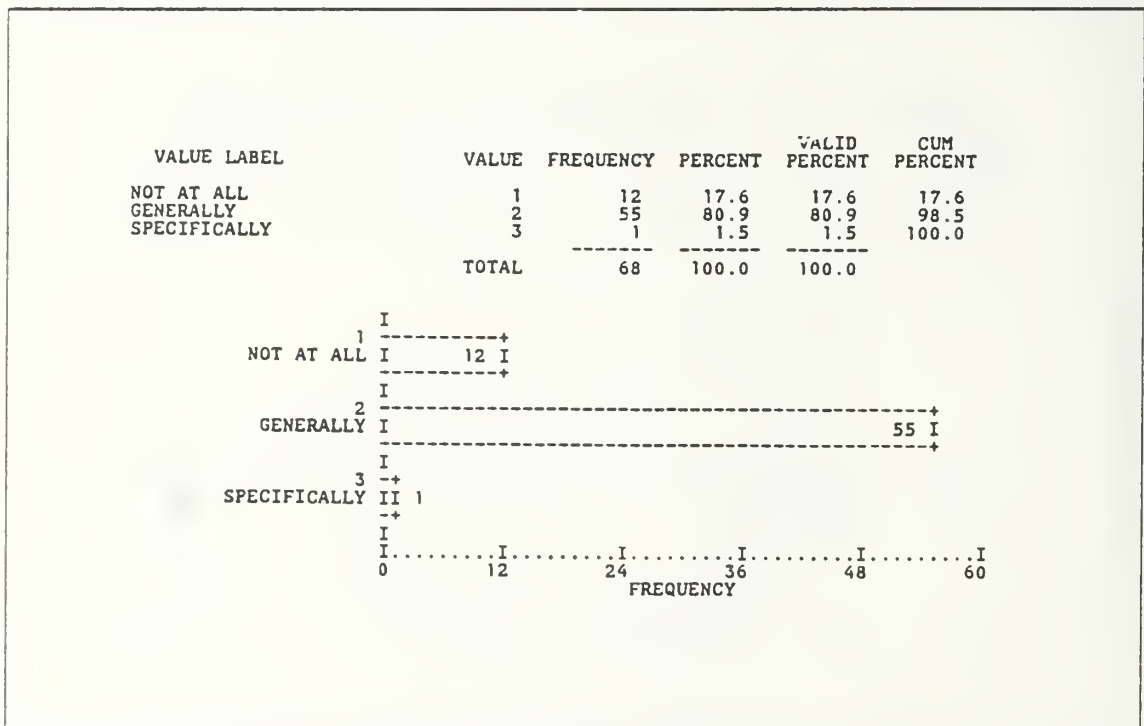 VALID CUM
VALUE LABEL VALUE FREQUENCY PERCENT PERCENT PERCENT
NOT AT ALL 1 12 17.6 17.6 17.6
GENERALLY 2 55 80.9 80.9 98.5
SPECIFICALLY 3 1 1.5 1.5 100.0
------- ------- -------
TOTAL 68 100.0 100.0
I
1 ----------+
NOT AT ALL I 12 I
----------+
I
2 ----------------------------------------------+
GENERALLY I 55 I
----------------------------------------------+
I
3 -+
SPECIFICALLY II 1
-+
I
I.........I.........I.........I.........I.........I
0 12 24 36 48 60
FREQUENCY